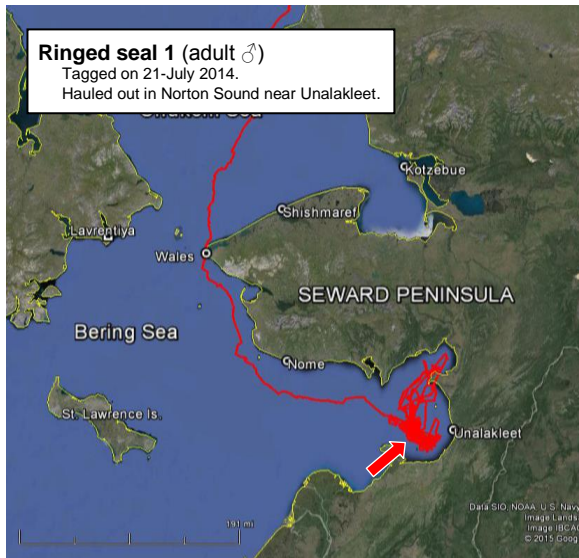 Ringed seal 1 (adult ♂)
Tagged on 21-July 2014.
Hauled out in Norton Sound near Unalakleet.
Kotzebue
Shishmaref
Lavrentiya
Wales
SEWARD PENINSULA
Bering Sea
Nome
St. Lawrence Is.
Unalakleet
Data SIO, NOAA, U.S. Navy
Image Lands
Image IBCA
191 mi
© 2015 Goog